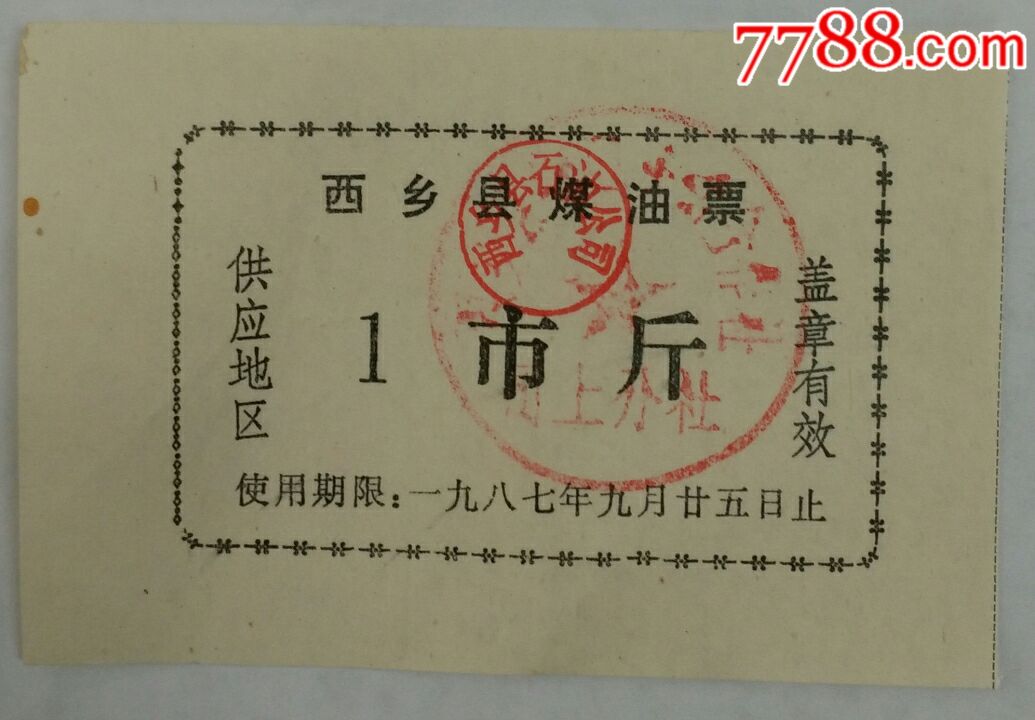 7788.com
西乡县煤油票
供应地区
1市斤
盖章有效
使用期限：一九八七年九月廿五日止